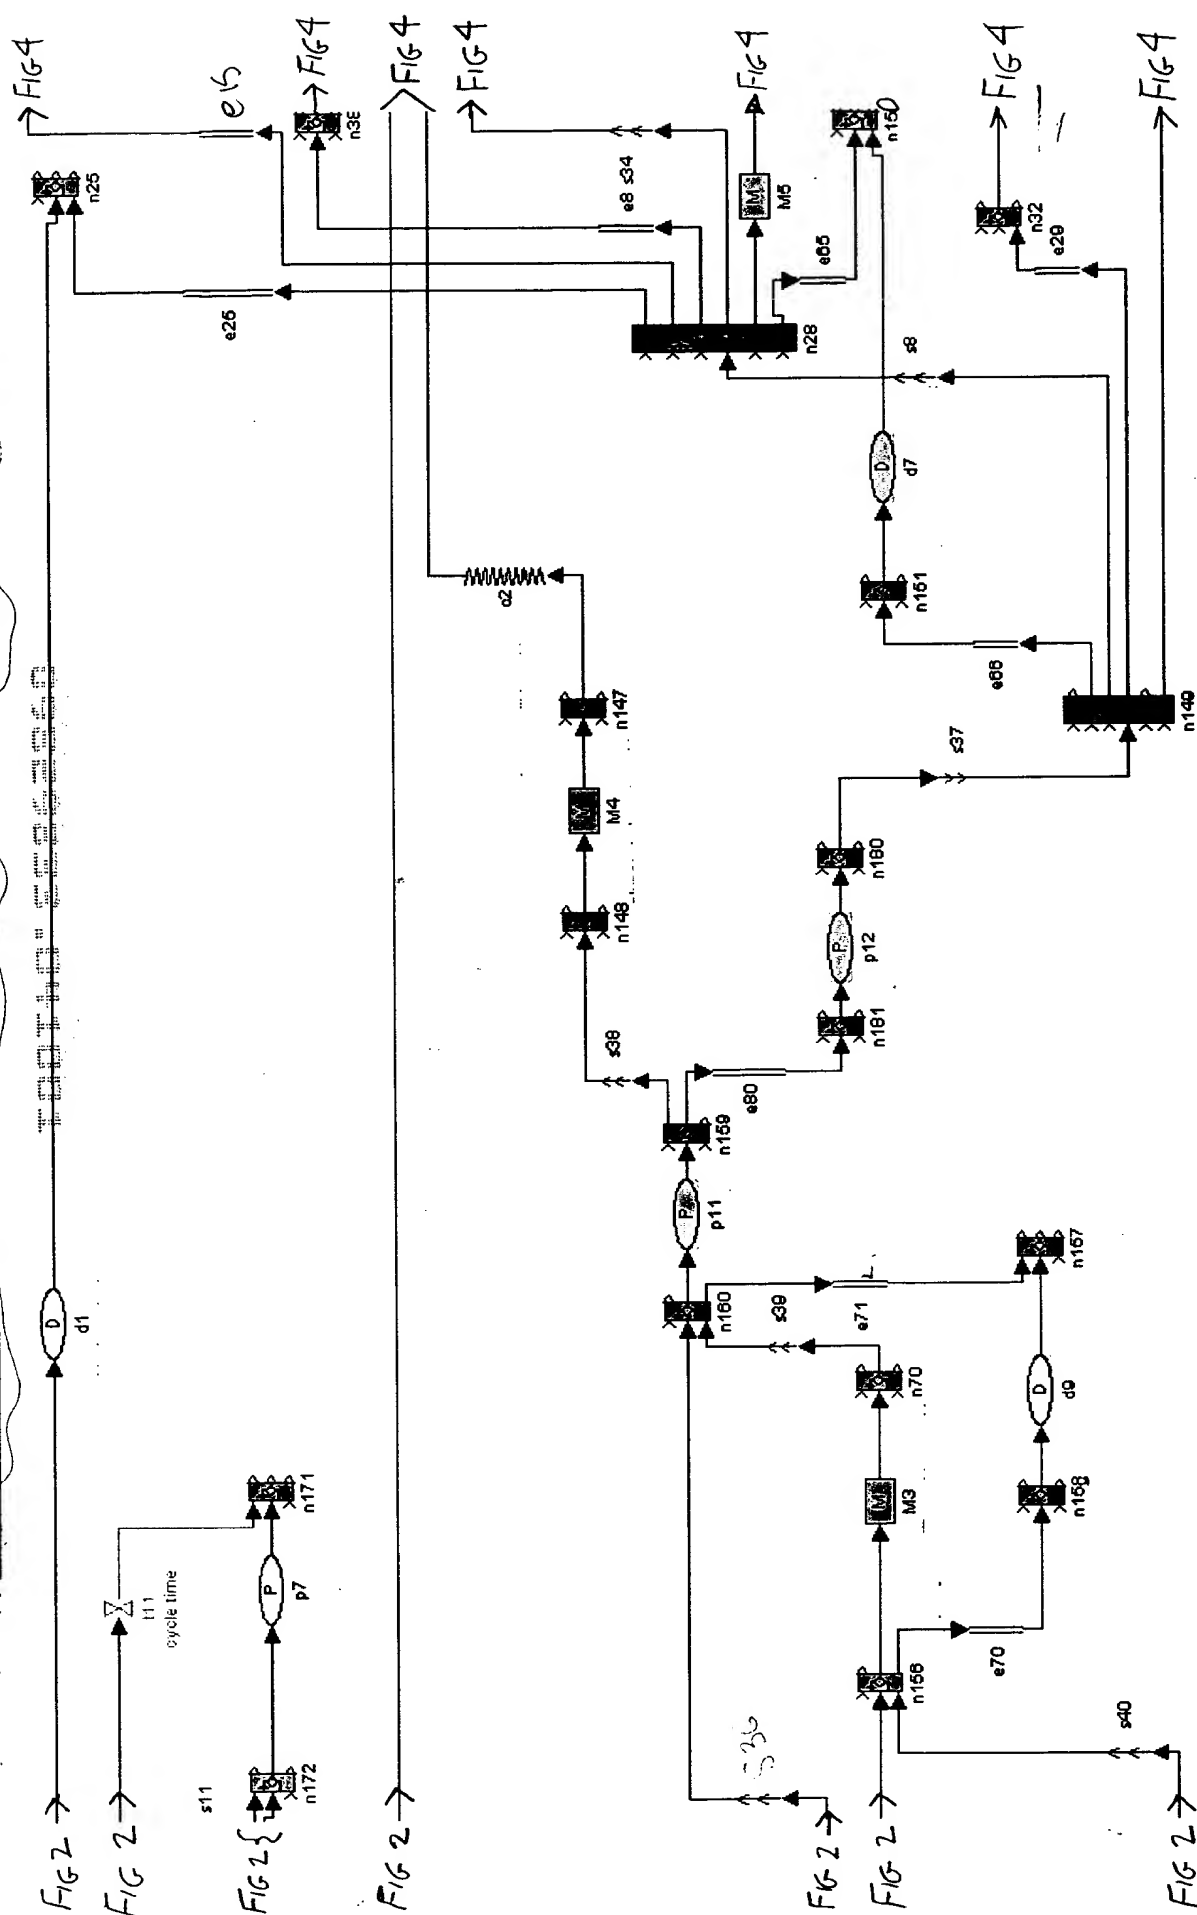 FIG 4
e15
n25
FIG 4
n36
FIG 4
FIG 4
e8
s34
e26
FIG 4
M
M5
n150
e65
n28
FIG 4
n32
e29
FIG 4
s8
D
d7
a2
n151
e66
n149
n147
M
M4
n148
s37
n180
P
p12
n181
s38
e80
n159
P
p11
D
d1
n160
s39
e71
n157
D
d9
n70
M
M3
n158
n156
e70
s40
n171
t11
cycle time
P
p7
s11
n172
FIG 2
FIG 2
FIG 2
FIG 2
S36
FIG 2
FIG 2
FIG 2